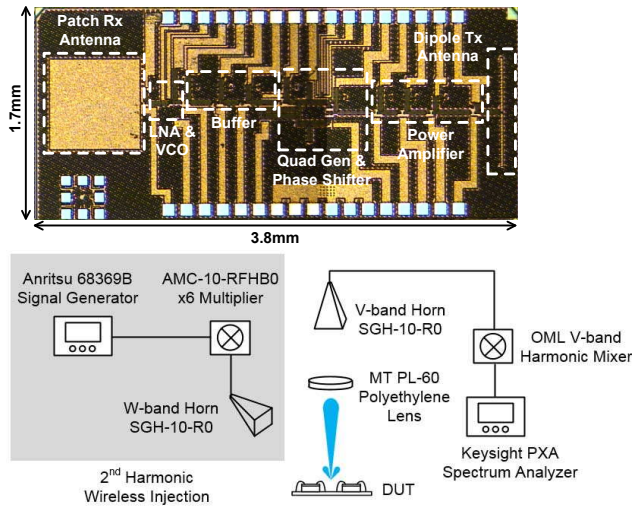 Patch Rx
Antenna
Dipole Tx
Antenna
1.7mm
LNA &
VCO
Buffer
Quad Gen &
Phase Shifter
Power
Amplifier
3.8mm
Anritsu 68369B
Signal Generator
AMC-10-RFHB0
x6 Multiplier
W-band Horn
SGH-10-R0
2nd Harmonic
Wireless Injection
V-band Horn
SGH-10-R0
OML V-band
Harmonic Mixer
MT PL-60
Polyethylene
Lens
Keysight PXA
Spectrum Analyzer
DUT